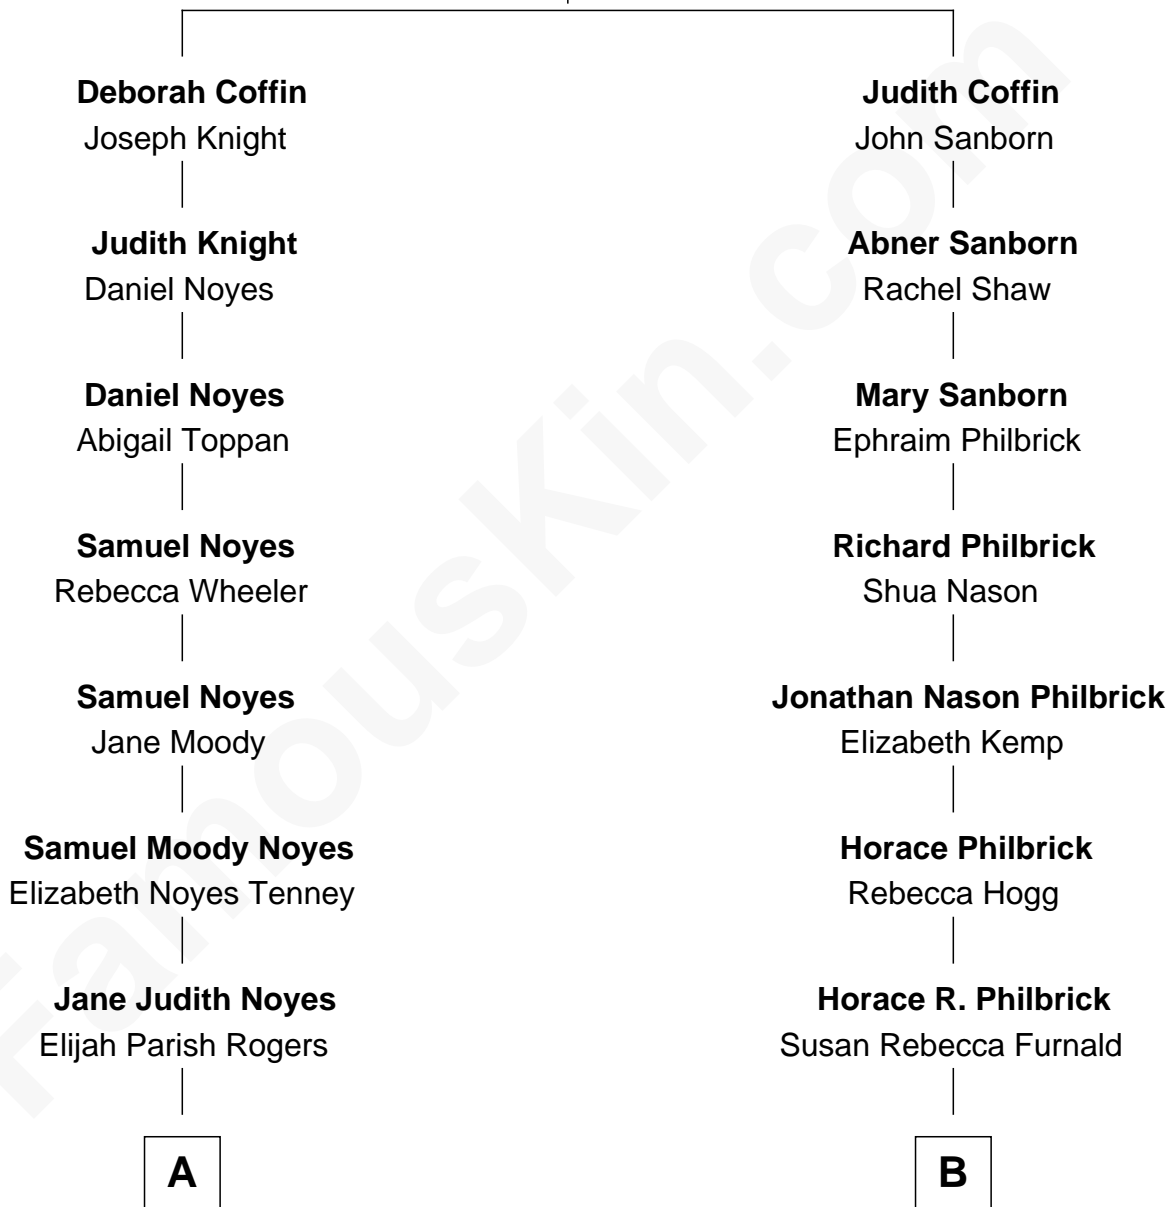 Deborah Coffin
Joseph Knight
Judith Knight
Daniel Noyes
Daniel Noyes
Abigail Toppan
Samuel Noyes
Rebecca Wheeler
Samuel Noyes
Jane Moody
Samuel Moody Noyes
Elizabeth Noyes Tenney
Jane Judith Noyes
Elijah Parish Rogers
A
Judith Coffin
John Sanborn
Abner Sanborn
Rachel Shaw
Mary Sanborn
Ephraim Philbrick
Richard Philbrick
Shua Nason
Jonathan Nason Philbrick
Elizabeth Kemp
Horace Philbrick
Rebecca Hogg
Horace R. Philbrick
Susan Rebecca Furnald
B
FamousKin.com